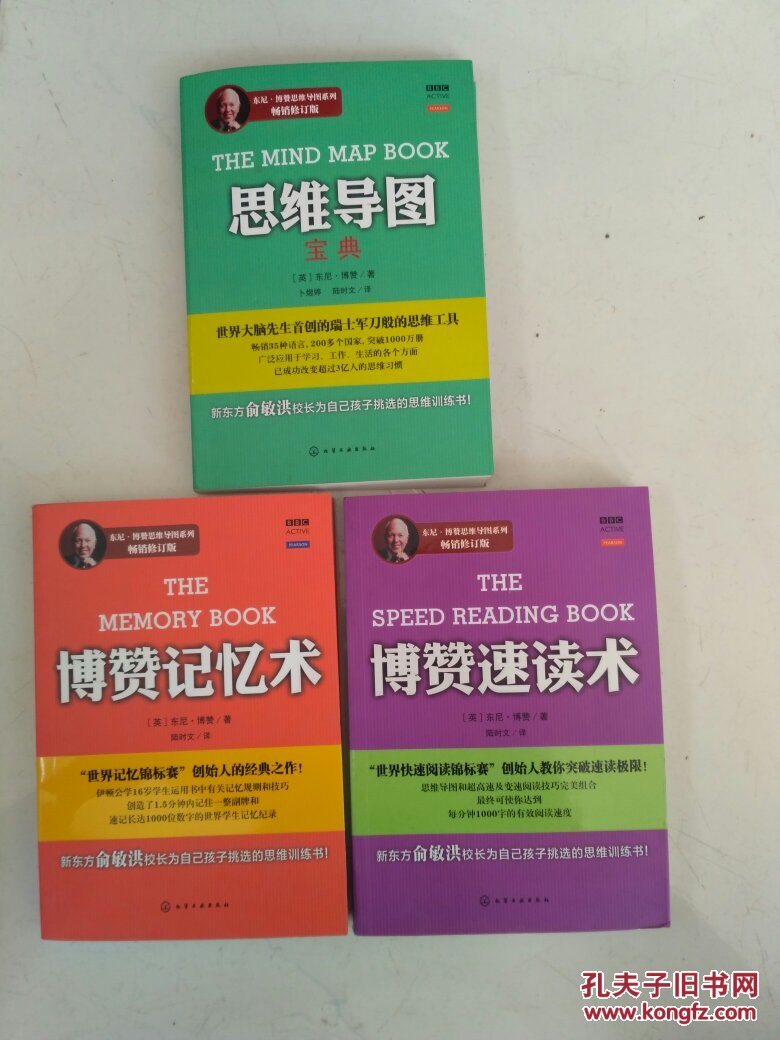 东尼·博赞思维导图系列
畅销修订版
BBC
ACTIVE
PEARSON
THE MIND MAP BOOK
思维导图
宝典
[英]东尼·博赞/著
卜煜婷 陆时文/译
世界大脑先生首创的瑞士军刀般的思维工具
畅销35种语言,200多个国家,突破1000万册
广泛应用于学习、工作、生活的各个方面
已成功改变超过3亿人的思维习惯
新东方俞敏洪校长为自己孩子挑选的思维训练书!
化学工业出版社
东尼·博赞思维导图系列
畅销修订版
BBC
ACTIVE
PEARSON
THE
MEMORY BOOK
博赞记忆术
[英]东尼·博赞/著
陆时文/译
“世界记忆锦标赛”创始人的经典之作!
伊顿公学16岁学生运用书中有关记忆规则和技巧
创造了1.5分钟内记住一整副牌和
速记长达1000位数字的世界学生记忆纪录
新东方俞敏洪校长为自己孩子挑选的思维训练书!
化学工业出版社
东尼·博赞思维导图系列
畅销修订版
BBC
ACTIVE
PEARSON
THE
SPEED READING BOOK
博赞速读术
[英]东尼·博赞/著
陆时文/译
“世界快速阅读锦标赛”创始人教你突破速读极限!
思维导图和超高速及变速阅读技巧完美组合
最终可使你达到
每分钟1000字的有效阅读速度
新东方俞敏洪校长为自己孩子挑选的思维训练书!
化学工业出版社
孔夫子旧书网
www.kongfz.com